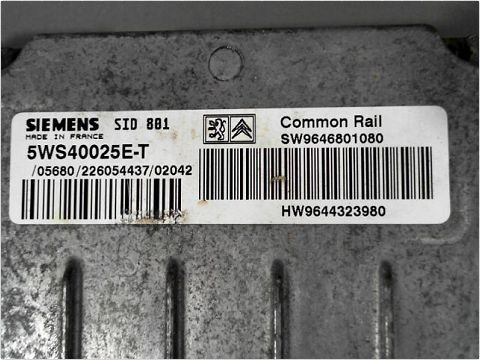 SIEMENS SID 801
MADE IN FRANCE
5WS40025E-T
/05680/226054437/02042
Common Rail
SW9646801080
HW9644323980